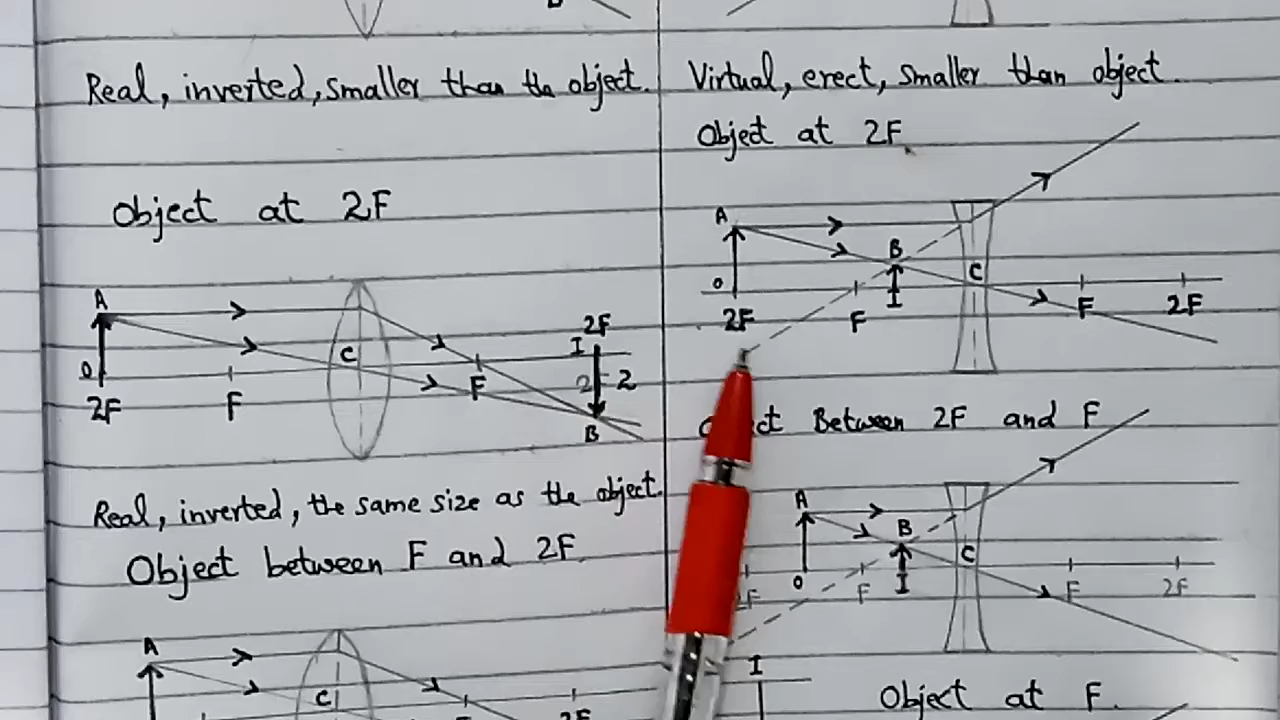 Real, inverted, smaller than the object.
Object at 2F
A
C
2F
I
F
2 2
O
2F
F
B
Real, inverted, the same size as the object.
Object between F and 2F
A
C
2F
Virtual, erect, smaller than object.
Object at 2F
A
B
C
O
I
2F
F
F
2F
Between 2F and F
A
B
C
O
F
I
F
2F
I
Object at F.